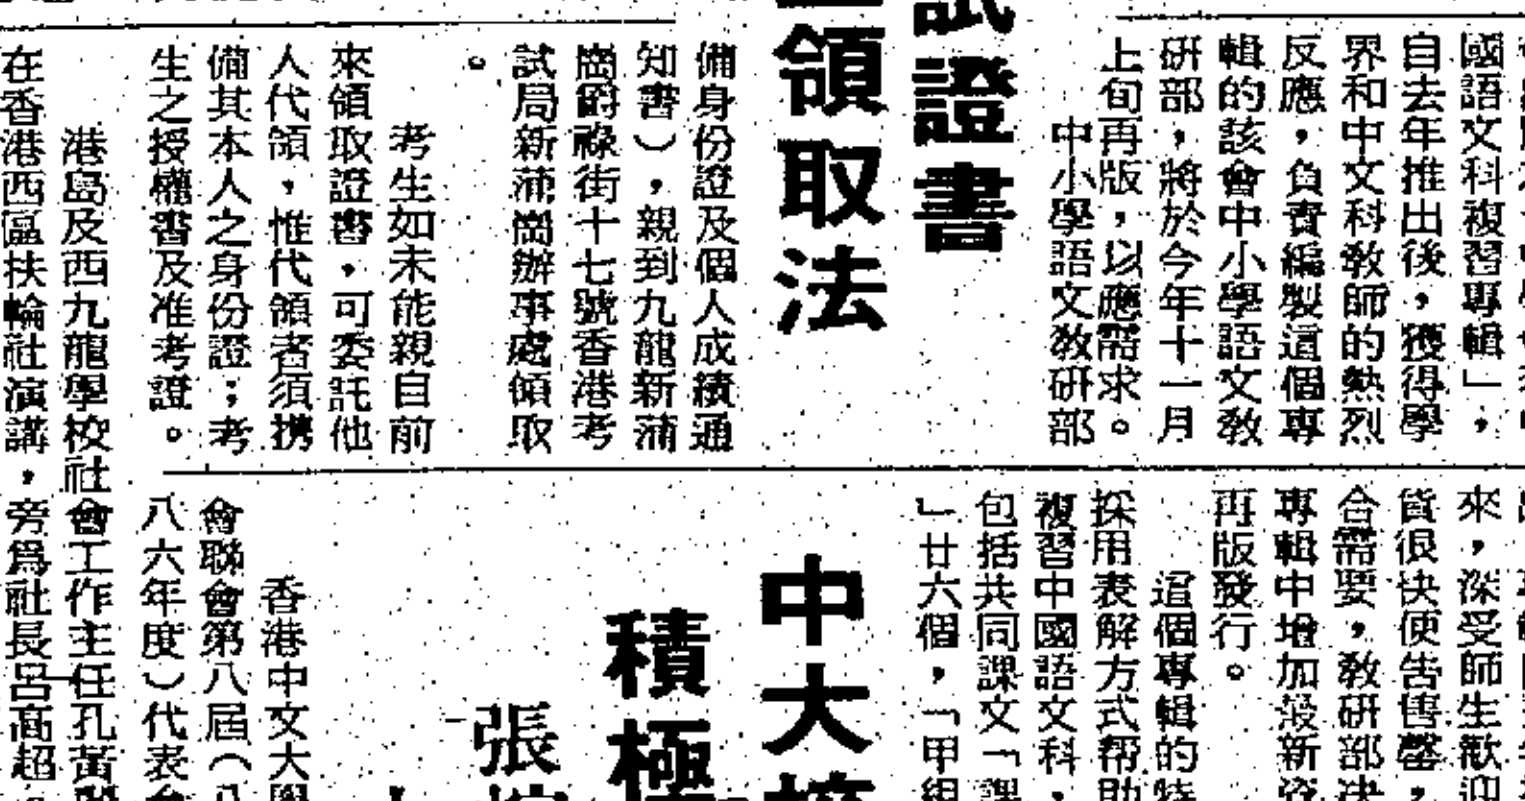 國語文科複習專輯」，
自去年推出後，獲得學
界和中文科教師的熱烈
反應，負責編製這個專
輯的該會中小學語文教
研部，將於今年十一月
上旬再版，以應需求。
中小學語文教研部
試證書
領取法
備身份證及個人成績通
知書），親到九龍新蒲
崗爵祿街十七號香港考
試局新蒲崗辦事處領取
。
考生如未能親自前
來領取證書，可委託他
人代領，惟代領者須携
備其本人之身份證；考
生之授權書及准考證。
港島及西九龍學校社會工作主任孔黃
在香港西區扶輪社演講，旁爲社長呂高超
來，深受師生歡迎
皆很快便告售罄，
合需要，教研部決
專輯中增加最新資
再版發行。
這個專輯的特
採用表解方式帮助
複習中國語文科，
包括共同課文「課
」廿六個，「甲組
中大
積極
張
香港中文大學
會聯會第八屆（八
八六年度）代表會